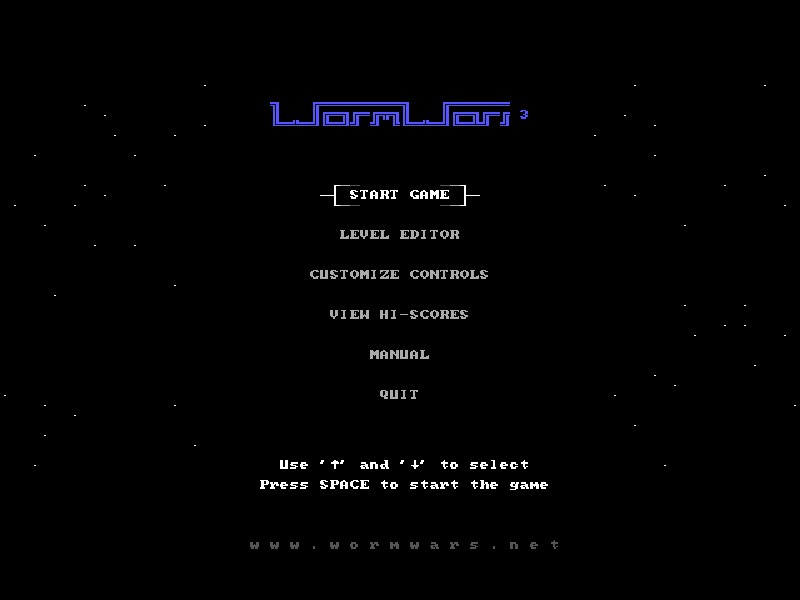 WormWars 3
START GAME
LEVEL EDITOR
CUSTOMIZE CONTROLS
VIEW HI-SCORES
MANUAL
QUIT
Use '↑' and '↓' to select
Press SPACE to start the game
www.wormwars.net